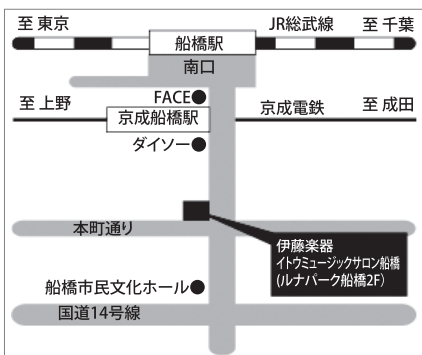 至 東京
船橋駅
JR総武線
至 千葉
南口
FACE●
至 上野
京成船橋駅
京成電鉄
至 成田
ダイソー●
本町通り
伊藤楽器
イトウミュージックサロン船橋
(ルナパーク船橋2F)
船橋市民文化ホール●
国道14号線